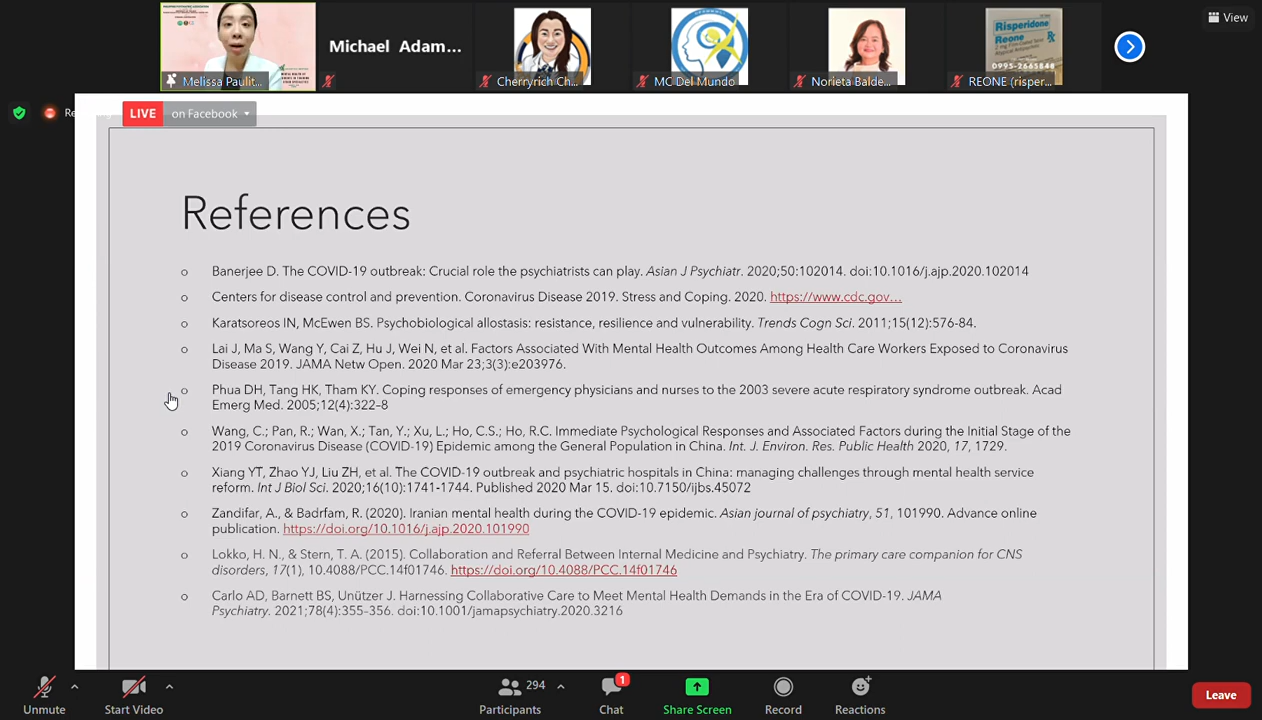 View
Melissa Paulit...
Michael Adam...
Cherryrich Ch...
MC Del Mundo
Norieta Balde...
Risperidone
Reone
0995-2665848
REONE (risper...
LIVE on Facebook
References
Banerjee D. The COVID-19 outbreak: Crucial role the psychiatrists can play. Asian J Psychiatr. 2020;50:102014. doi:10.1016/j.ajp.2020.102014
Centers for disease control and prevention. Coronavirus Disease 2019. Stress and Coping. 2020. https://www.cdc.gov...
Karatsoreos IN, McEwen BS. Psychobiological allostasis: resistance, resilience and vulnerability. Trends Cogn Sci. 2011;15(12):576-84.
Lai J, Ma S, Wang Y, Cai Z, Hu J, Wei N, et al. Factors Associated With Mental Health Outcomes Among Health Care Workers Exposed to Coronavirus
Disease 2019. JAMA Netw Open. 2020 Mar 23;3(3):e203976.
Phua DH, Tang HK, Tham KY. Coping responses of emergency physicians and nurses to the 2003 severe acute respiratory syndrome outbreak. Acad
Emerg Med. 2005;12(4):322–8
Wang, C.; Pan, R.; Wan, X.; Tan, Y.; Xu, L.; Ho, C.S.; Ho, R.C. Immediate Psychological Responses and Associated Factors during the Initial Stage of the
2019 Coronavirus Disease (COVID-19) Epidemic among the General Population in China. Int. J. Environ. Res. Public Health 2020, 17, 1729.
Xiang YT, Zhao YJ, Liu ZH, et al. The COVID-19 outbreak and psychiatric hospitals in China: managing challenges through mental health service
reform. Int J Biol Sci. 2020;16(10):1741-1744. Published 2020 Mar 15. doi:10.7150/ijbs.45072
Zandifar, A., & Badrfam, R. (2020). Iranian mental health during the COVID-19 epidemic. Asian journal of psychiatry, 51, 101990. Advance online
publication. https://doi.org/10.1016/j.ajp.2020.101990
Lokko, H. N., & Stern, T. A. (2015). Collaboration and Referral Between Internal Medicine and Psychiatry. The primary care companion for CNS
disorders, 17(1), 10.4088/PCC.14f01746. https://doi.org/10.4088/PCC.14f01746
Carlo AD, Barnett BS, Unützer J. Harnessing Collaborative Care to Meet Mental Health Demands in the Era of COVID-19. JAMA
Psychiatry. 2021;78(4):355–356. doi:10.1001/jamapsychiatry.2020.3216
Unmute
Start Video
294
Participants
1
Chat
Share Screen
Record
Reactions
Leave